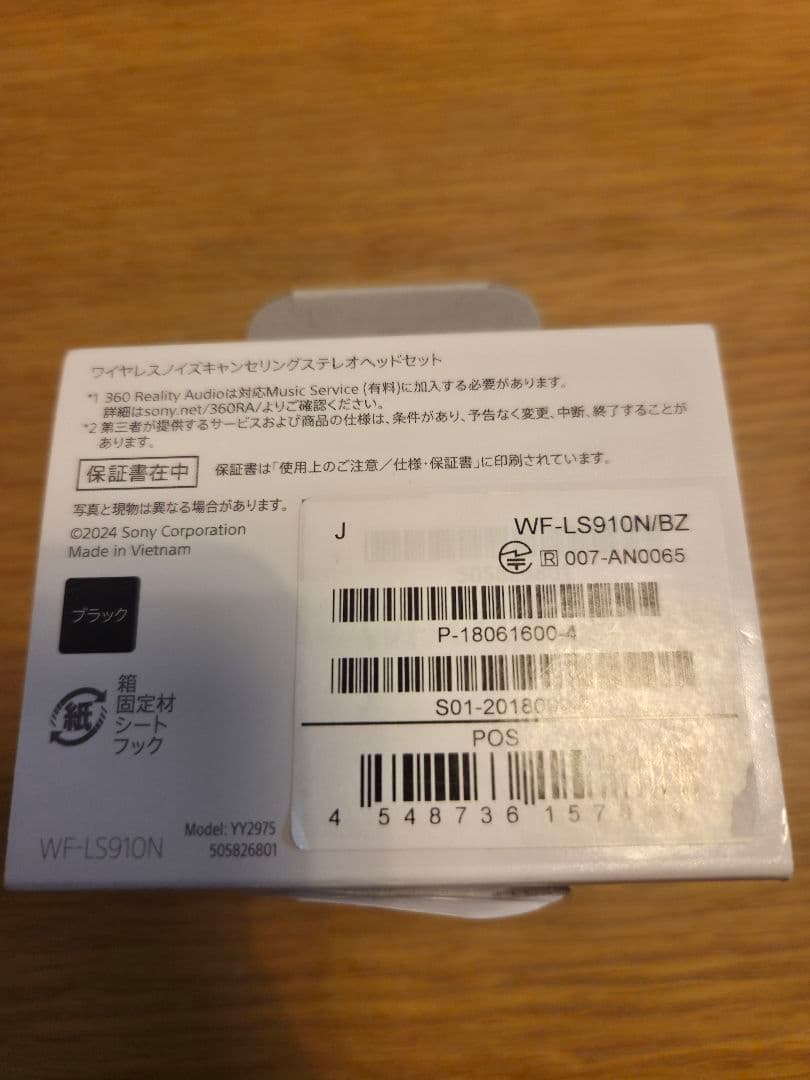 ワイヤレスノイズキャンセリングステレオヘッドセット
*1 360 Reality Audioは対応Music Service (有料)に加入する必要があります。
詳細はsony.net/360RA/よりご確認ください。
*2 第三者が提供するサービスおよび商品の仕様は、条件があり、予告なく変更、中断、終了することが
あります。
保証書在中 保証書は「使用上のご注意／仕様・保証書」に印刷されています。
写真と現物は異なる場合があります。
©2024 Sony Corporation
Made in Vietnam
ブラック
紙
箱
固定材
シート
フック
WF-LS910N
Model: YY2975
505826801
J WF-LS910N/BZ
R 007-AN0065
P-18061600-4
POS